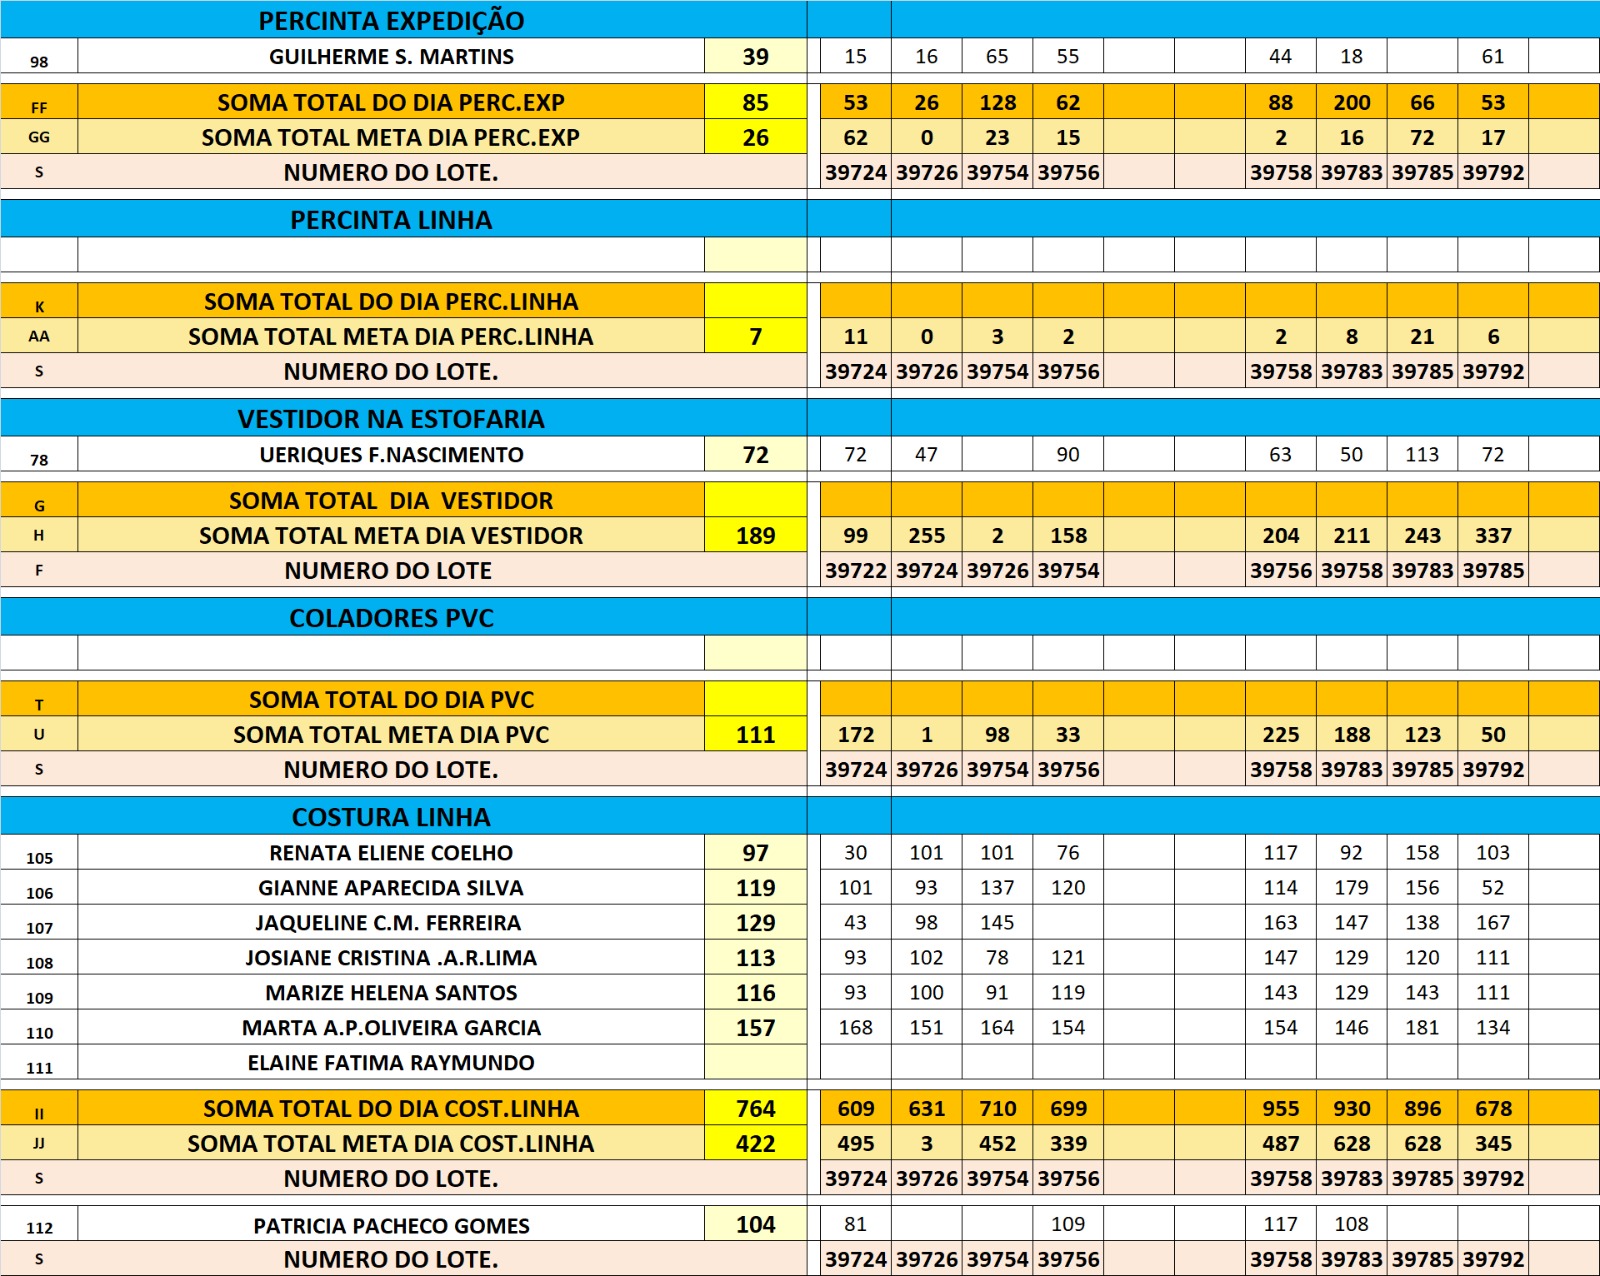 PERCINTA EXPEDIÇÃO
98 GUILHERME S. MARTINS 39 15 16 65 55 44 18 61
FF SOMA TOTAL DO DIA PERC.EXP 85 53 26 128 62 88 200 66 53
GG SOMA TOTAL META DIA PERC.EXP 26 62 0 23 15 2 16 72 17
S NUMERO DO LOTE. 39724 39726 39754 39756 39758 39783 39785 39792
PERCINTA LINHA
K SOMA TOTAL DO DIA PERC.LINHA
AA SOMA TOTAL META DIA PERC.LINHA 7 11 0 3 2 2 8 21 6
S NUMERO DO LOTE. 39724 39726 39754 39756 39758 39783 39785 39792
VESTIDOR NA ESTOFARIA
78 UERIQUES F.NASCIMENTO 72 72 47 90 63 50 113 72
G SOMA TOTAL DIA VESTIDOR
H SOMA TOTAL META DIA VESTIDOR 189 99 255 2 158 204 211 243 337
F NUMERO DO LOTE 39722 39724 39726 39754 39756 39758 39783 39785
COLADORES PVC
T SOMA TOTAL DO DIA PVC
U SOMA TOTAL META DIA PVC 111 172 1 98 33 225 188 123 50
S NUMERO DO LOTE. 39724 39726 39754 39756 39758 39783 39785 39792
COSTURA LINHA
105 RENATA ELIENE COELHO 97 30 101 101 76 117 92 158 103
106 GIANNE APARECIDA SILVA 119 101 93 137 120 114 179 156 52
107 JAQUELINE C.M. FERREIRA 129 43 98 145 163 147 138 167
108 JOSIANE CRISTINA .A.R.LIMA 113 93 102 78 121 147 129 120 111
109 MARIZE HELENA SANTOS 116 93 100 91 119 143 129 143 111
110 MARTA A.P.OLIVEIRA GARCIA 157 168 151 164 154 154 146 181 134
111 ELAINE FATIMA RAYMUNDO
II SOMA TOTAL DO DIA COST.LINHA 764 609 631 710 699 955 930 896 678
JJ SOMA TOTAL META DIA COST.LINHA 422 495 3 452 339 487 628 628 345
S NUMERO DO LOTE. 39724 39726 39754 39756 39758 39783 39785 39792
112 PATRICIA PACHECO GOMES 104 81 109 117 108
S NUMERO DO LOTE. 39724 39726 39754 39756 39758 39783 39785 39792